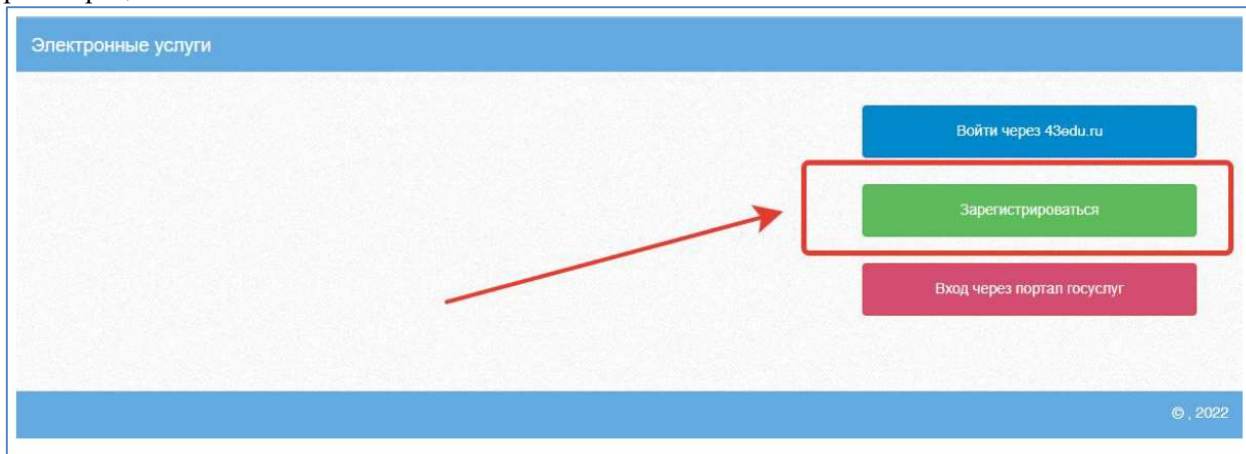 Электронные услуги
Войти через 43edu.ru
Зарегистрироваться
Вход через портал госуслуг
© , 2022